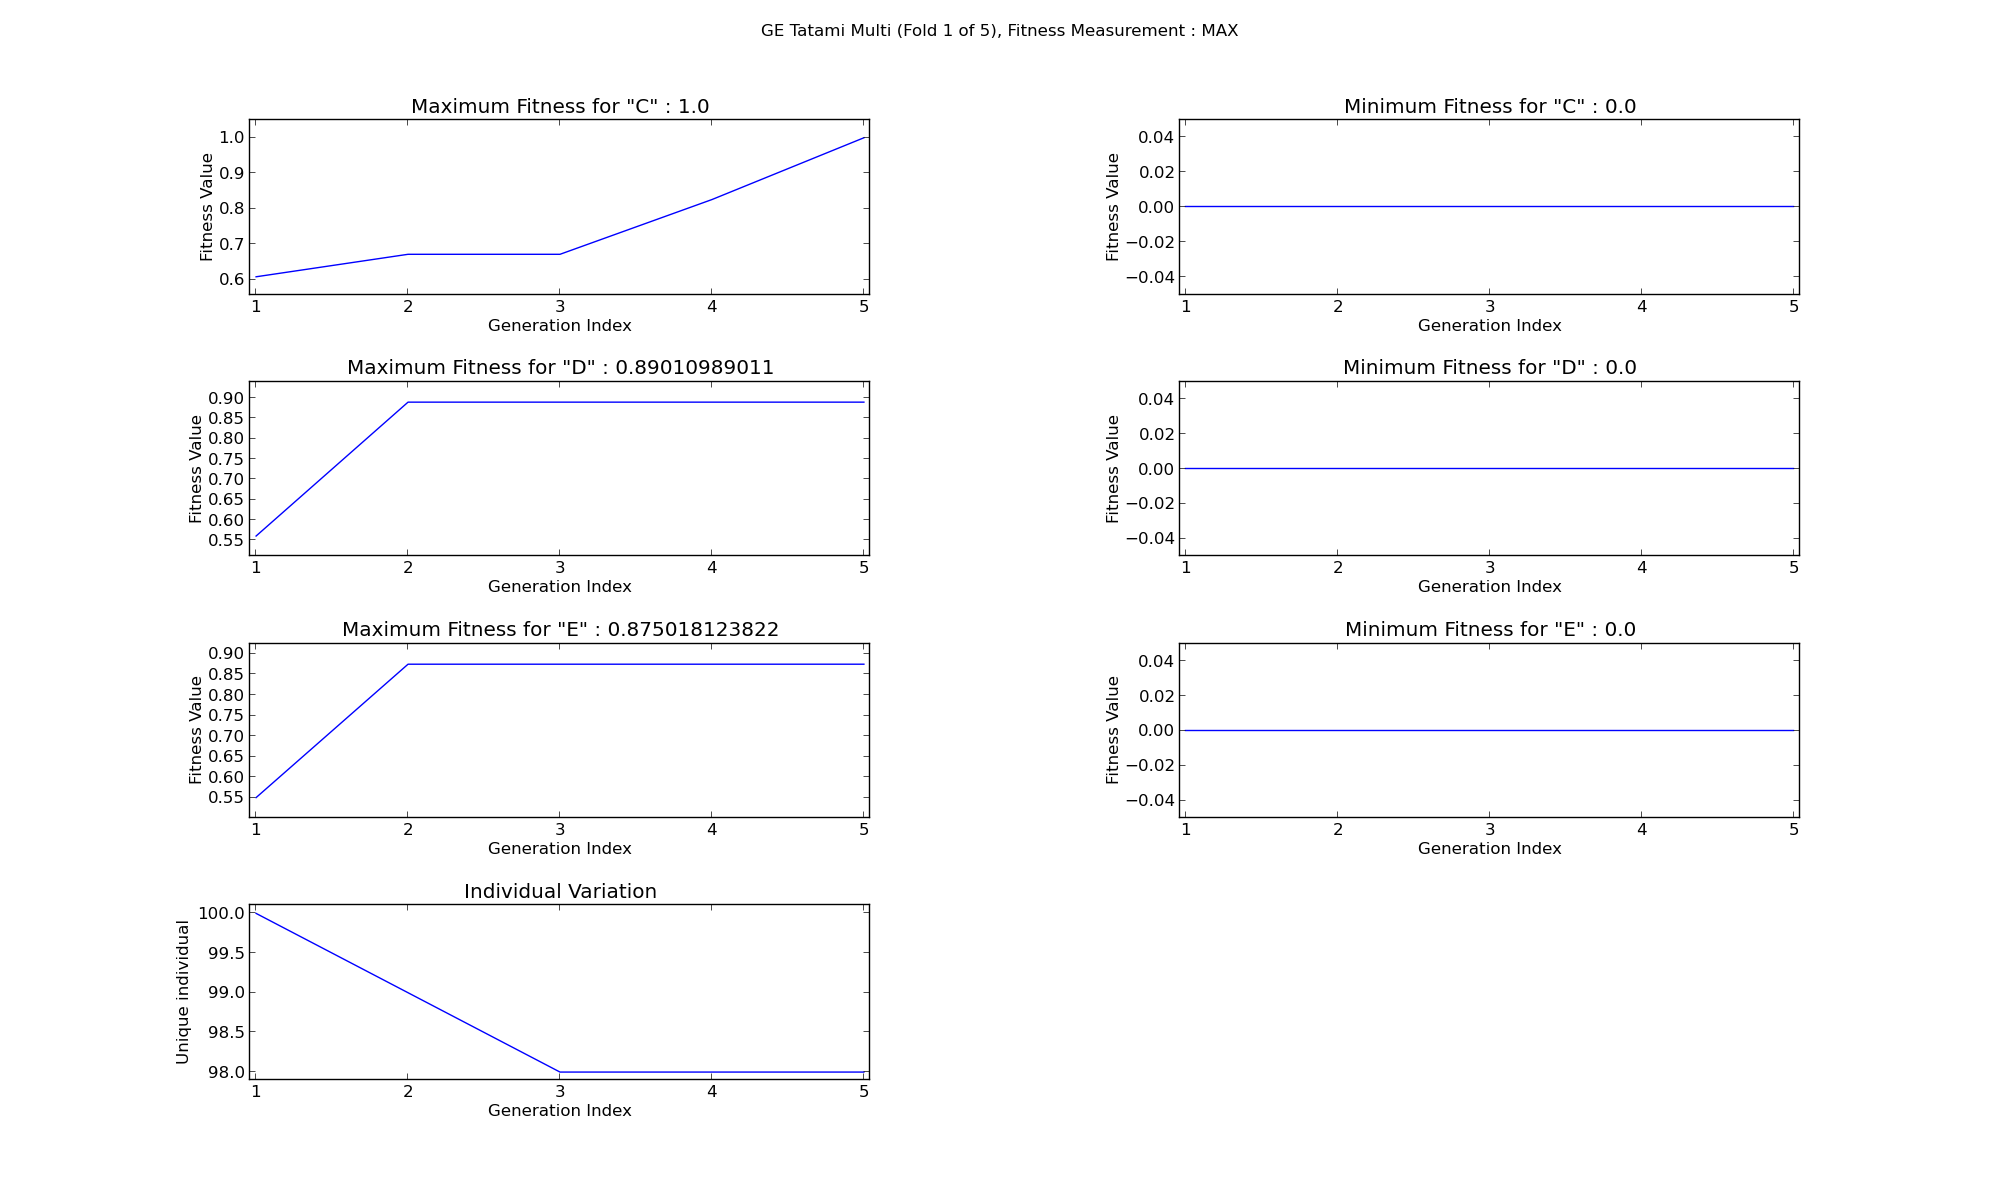 GE Tatami Multi (Fold 1 of 5), Fitness Measurement : MAX
Maximum Fitness for "C" : 1.0
Fitness Value
1.0
0.9
0.8
0.7
0.6
1 2 3 4 5
Generation Index
Minimum Fitness for "C" : 0.0
Fitness Value
0.04
0.02
0.00
−0.02
−0.04
1 2 3 4 5
Generation Index
Maximum Fitness for "D" : 0.89010989011
Fitness Value
0.90
0.85
0.80
0.75
0.70
0.65
0.60
0.55
1 2 3 4 5
Generation Index
Minimum Fitness for "D" : 0.0
Fitness Value
0.04
0.02
0.00
−0.02
−0.04
1 2 3 4 5
Generation Index
Maximum Fitness for "E" : 0.875018123822
Fitness Value
0.90
0.85
0.80
0.75
0.70
0.65
0.60
0.55
1 2 3 4 5
Generation Index
Minimum Fitness for "E" : 0.0
Fitness Value
0.04
0.02
0.00
−0.02
−0.04
1 2 3 4 5
Generation Index
Individual Variation
Unique individual
100.0
99.5
99.0
98.5
98.0
1 2 3 4 5
Generation Index